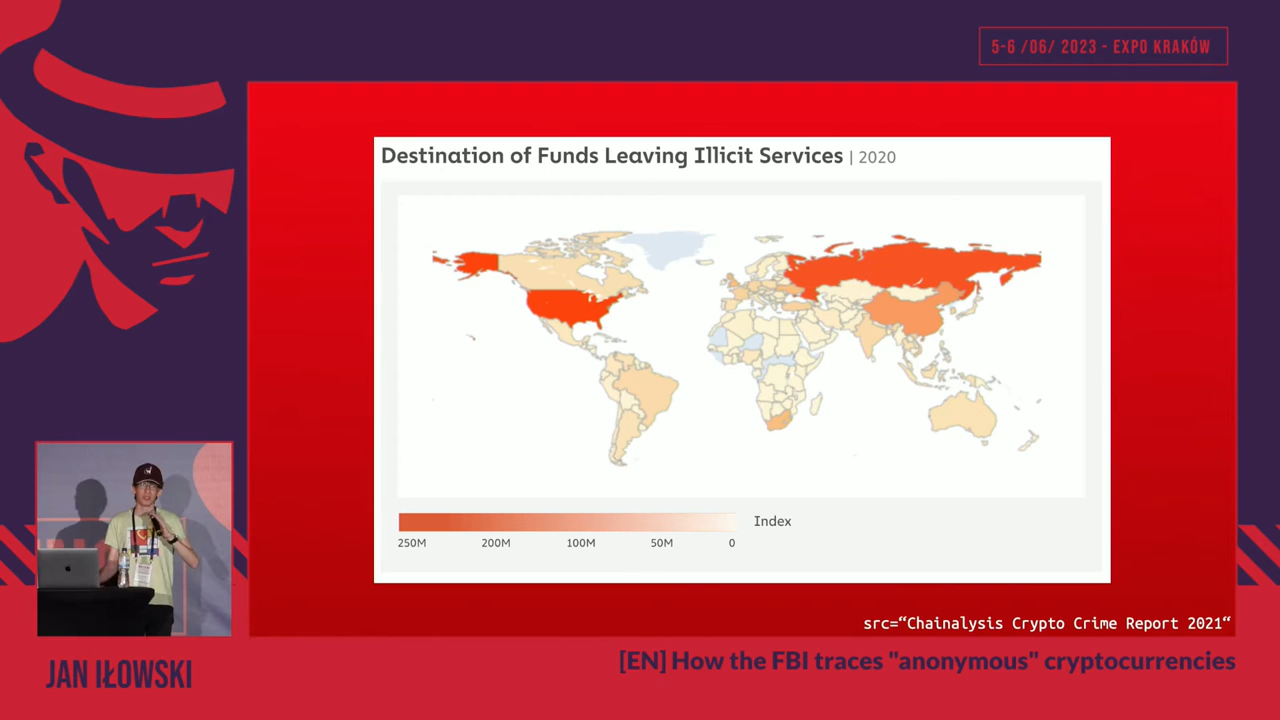 5-6 /06/ 2023 - EXPO KRAKÓW
Destination of Funds Leaving Illicit Services | 2020
Index
250M 200M 100M 50M 0
src=“Chainalysis Crypto Crime Report 2021“
JAN IŁOWSKI
[EN] How the FBI traces "anonymous" cryptocurrencies